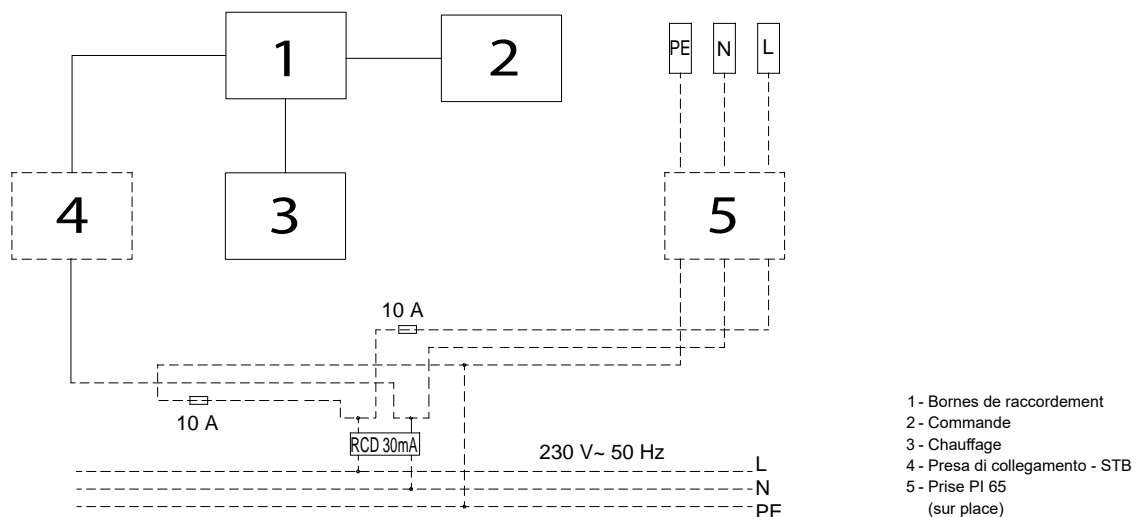 1
2
PE
N
L
4
3
5
10 A
10 A
RCD 30mA
230 V~ 50 Hz
L
N
PE
1 - Bornes de raccordement
2 - Commande
3 - Chauffage
4 - Presa di collegamento - STB
5 - Prise PI 65
(sur place)